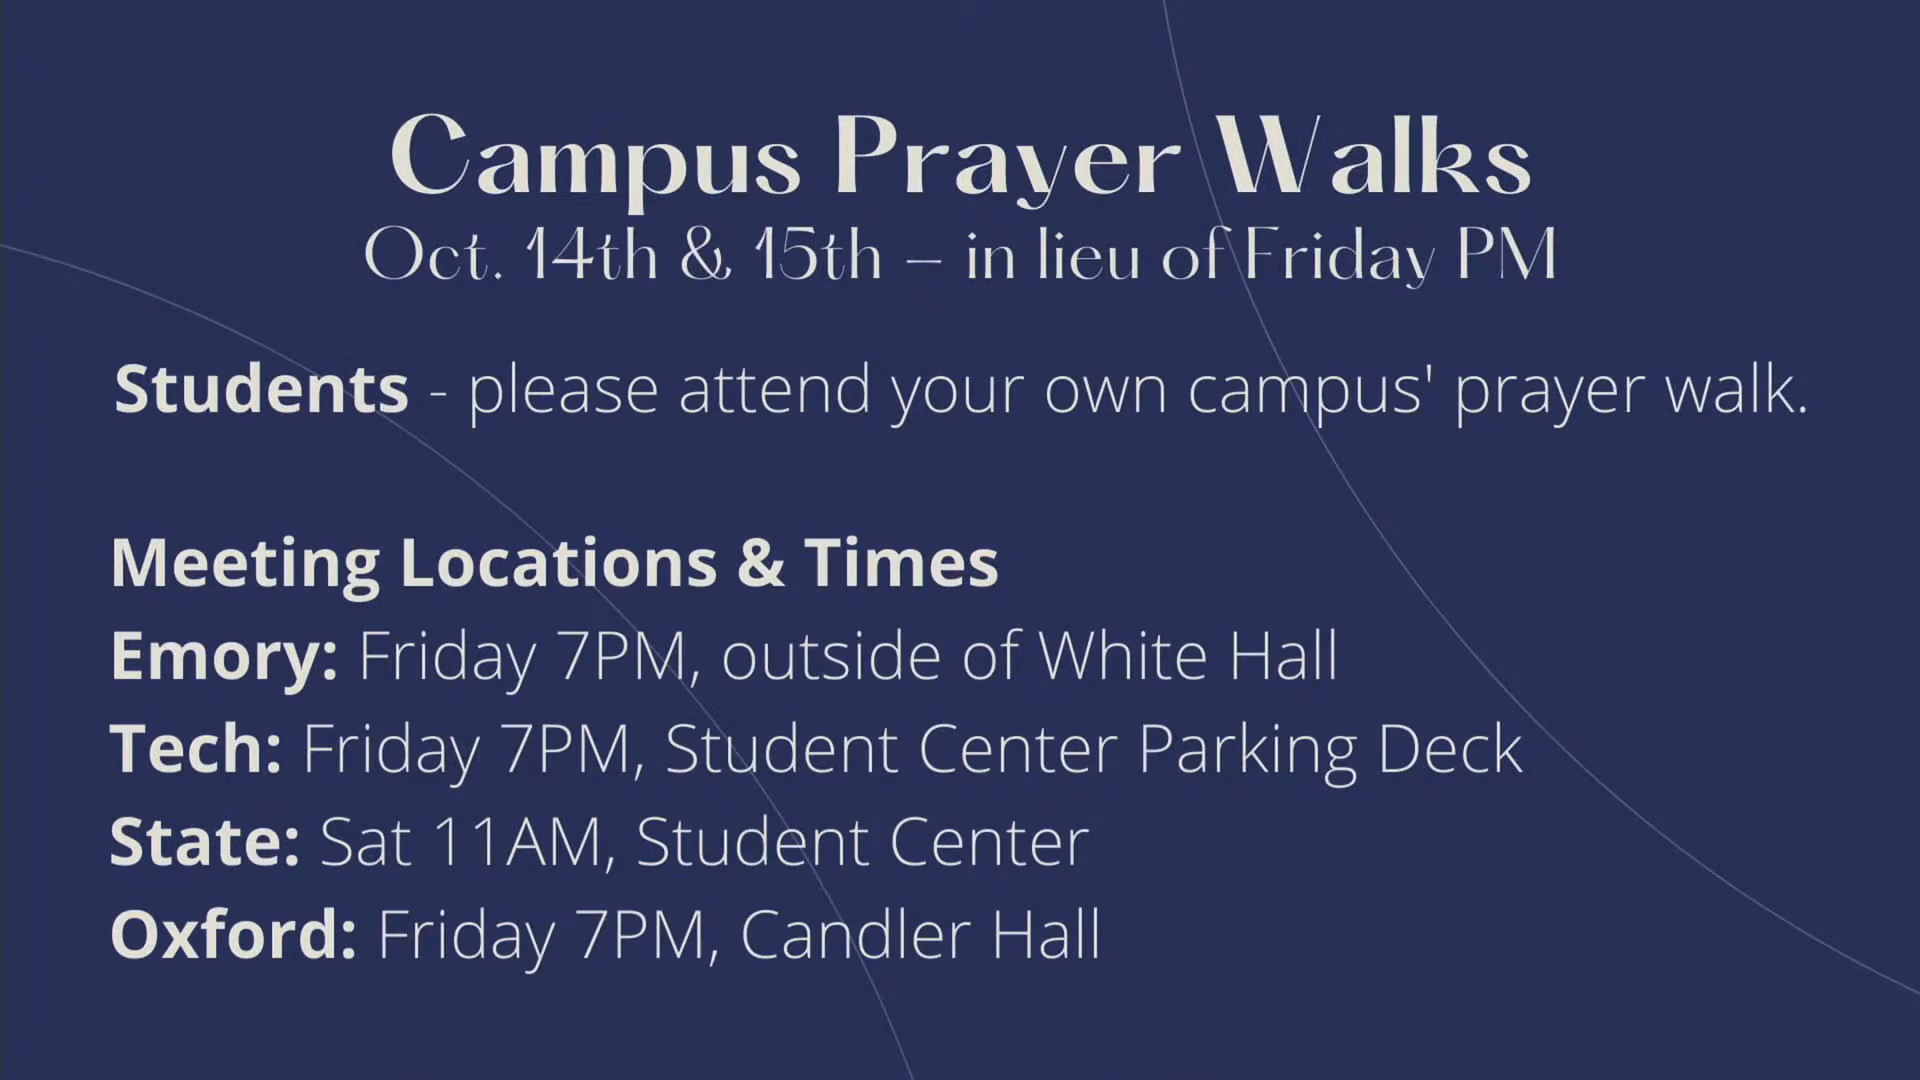 Campus Prayer Walks
Oct. 14th & 15th – in lieu of Friday PM
Students - please attend your own campus' prayer walk.
Meeting Locations & Times
Emory: Friday 7PM, outside of White Hall
Tech: Friday 7PM, Student Center Parking Deck
State: Sat 11AM, Student Center
Oxford: Friday 7PM, Candler Hall